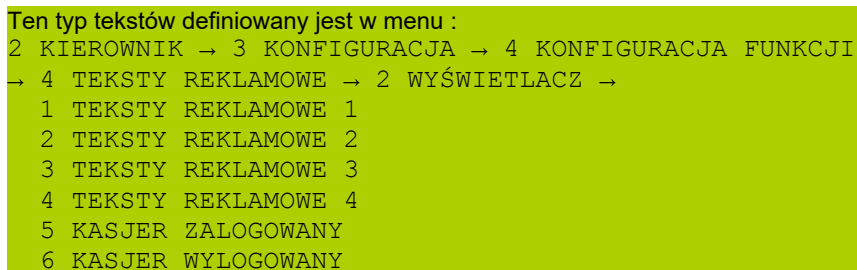 Ten typ tekstów definiowany jest w menu :
2 KIEROWNIK → 3 KONFIGURACJA → 4 KONFIGURACJA FUNKCJI
→ 4 TEKSTY REKLAMOWE → 2 WYŚWIETLACZ →
1 TEKSTY REKLAMOWE 1
2 TEKSTY REKLAMOWE 2
3 TEKSTY REKLAMOWE 3
4 TEKSTY REKLAMOWE 4
5 KASJER ZALOGOWANY
6 KASJER WYLOGOWANY